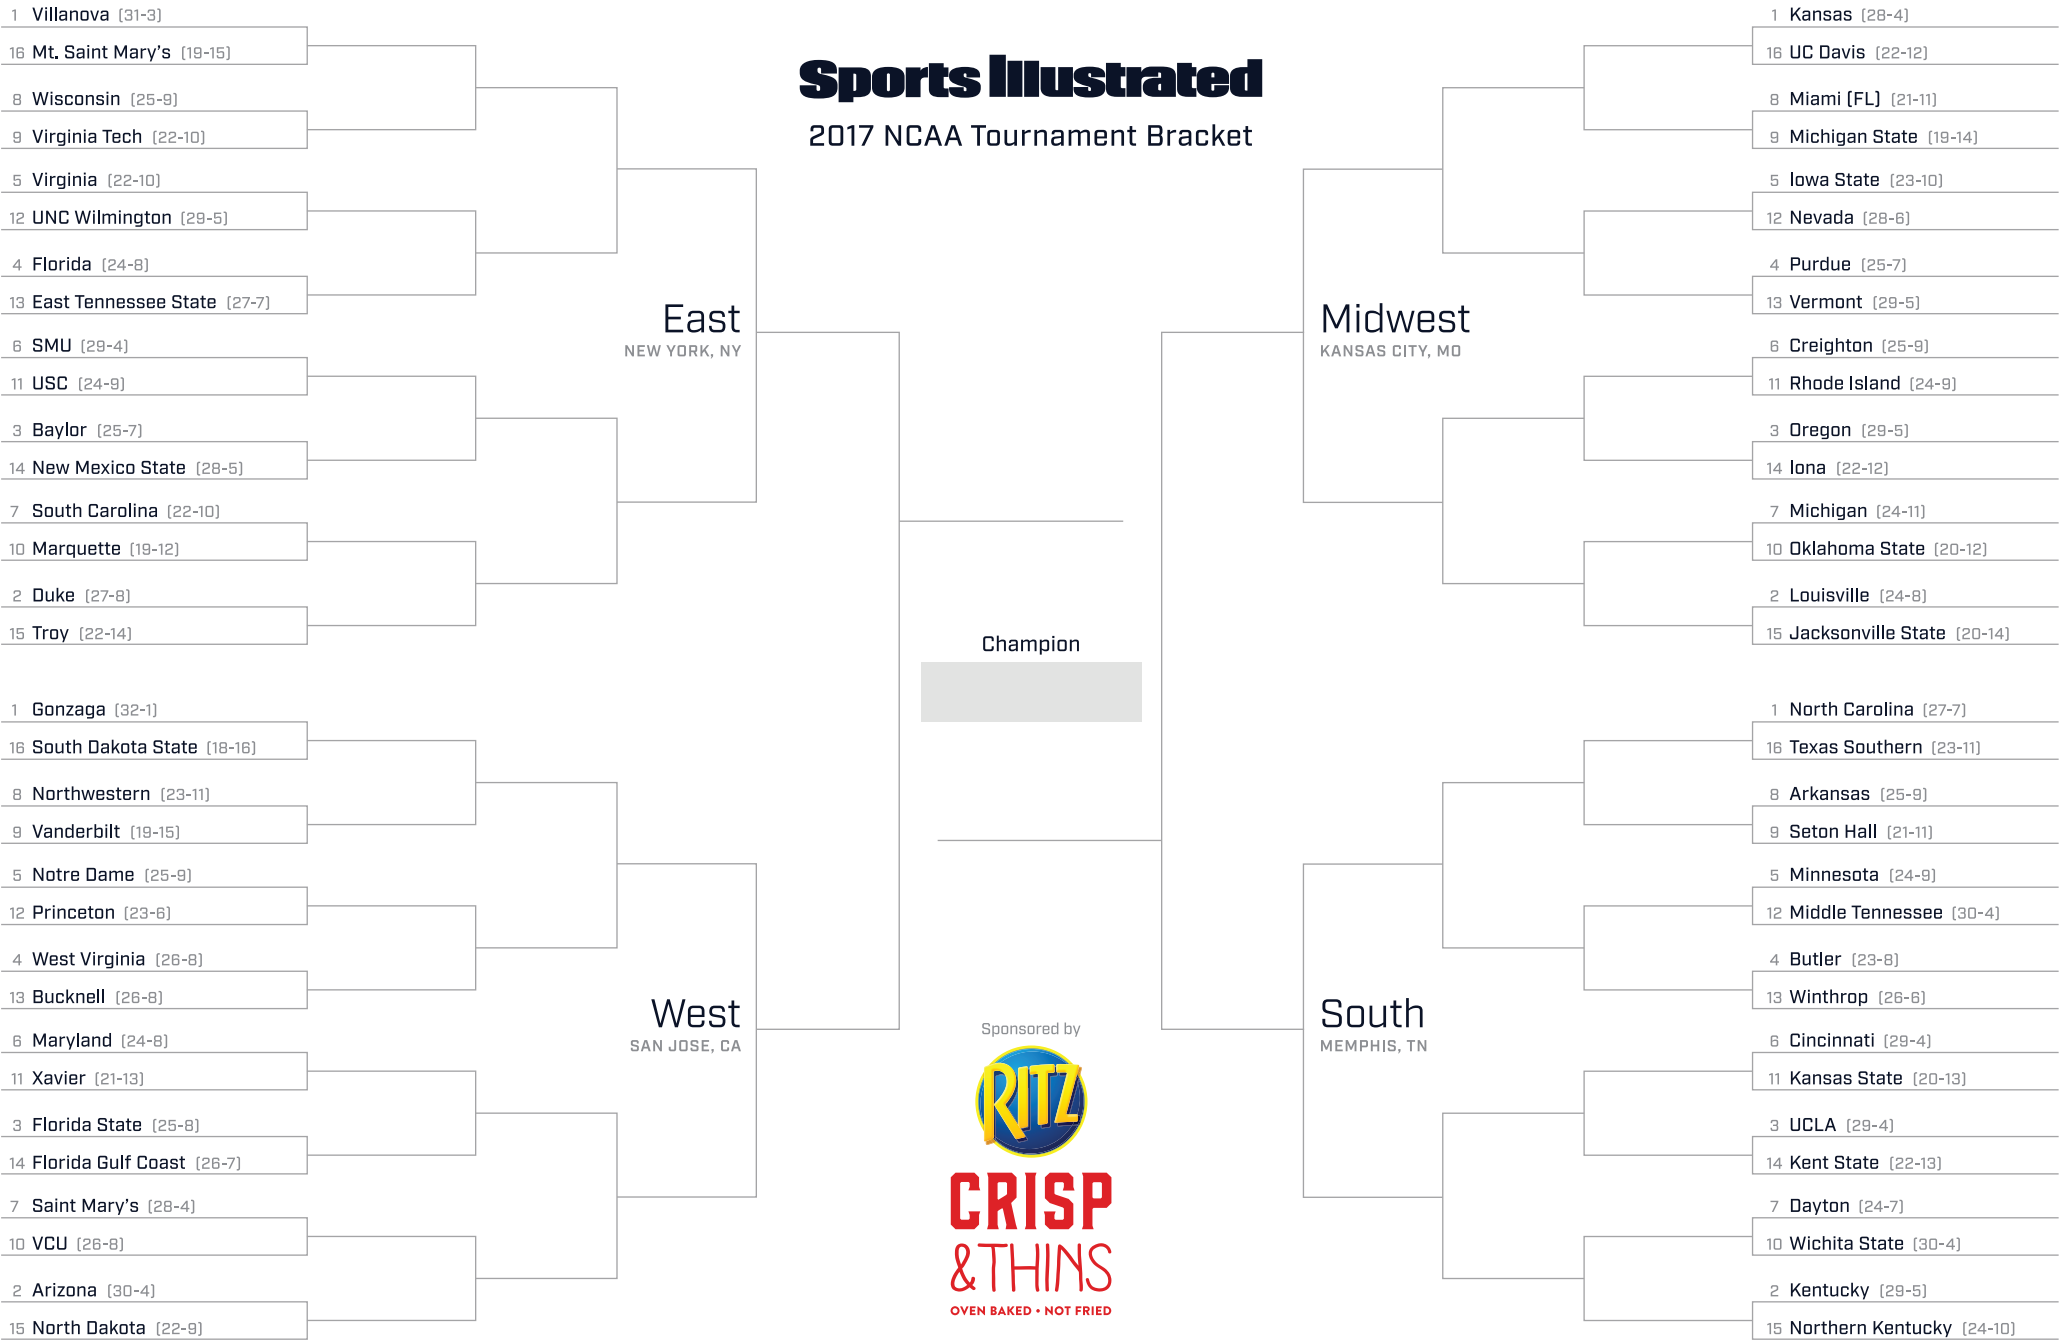 Sports Illustrated
2017 NCAA Tournament Bracket
1 Villanova (31-3)
16 Mt. Saint Mary's (19-15)
8 Wisconsin (25-9)
9 Virginia Tech (22-10)
5 Virginia (22-10)
12 UNC Wilmington (29-5)
4 Florida (24-8)
13 East Tennessee State (27-7)
6 SMU (29-4)
11 USC (24-9)
3 Baylor (25-7)
14 New Mexico State (28-5)
7 South Carolina (22-10)
10 Marquette (19-12)
2 Duke (27-8)
15 Troy (22-14)
East
NEW YORK, NY
1 Gonzaga (32-1)
16 South Dakota State (18-16)
8 Northwestern (23-11)
9 Vanderbilt (19-15)
5 Notre Dame (25-9)
12 Princeton (23-6)
4 West Virginia (26-8)
13 Bucknell (26-8)
6 Maryland (24-8)
11 Xavier (21-13)
3 Florida State (25-8)
14 Florida Gulf Coast (26-7)
7 Saint Mary's (28-4)
10 VCU (26-8)
2 Arizona (30-4)
15 North Dakota (22-9)
West
SAN JOSE, CA
Champion
Sponsored by
RITZ
CRISP
&THINS
OVEN BAKED • NOT FRIED
1 Kansas (28-4)
16 UC Davis (22-12)
8 Miami (FL) (21-11)
9 Michigan State (19-14)
5 Iowa State (23-10)
12 Nevada (28-6)
4 Purdue (25-7)
13 Vermont (29-5)
6 Creighton (25-9)
11 Rhode Island (24-9)
3 Oregon (29-5)
14 Iona (22-12)
7 Michigan (24-11)
10 Oklahoma State (20-12)
2 Louisville (24-8)
15 Jacksonville State (20-14)
Midwest
KANSAS CITY, MO
1 North Carolina (27-7)
16 Texas Southern (23-11)
8 Arkansas (25-9)
9 Seton Hall (21-11)
5 Minnesota (24-9)
12 Middle Tennessee (30-4)
4 Butler (23-8)
13 Winthrop (26-6)
6 Cincinnati (29-4)
11 Kansas State (20-13)
3 UCLA (29-4)
14 Kent State (22-13)
7 Dayton (24-7)
10 Wichita State (30-4)
2 Kentucky (29-5)
15 Northern Kentucky (24-10)
South
MEMPHIS, TN